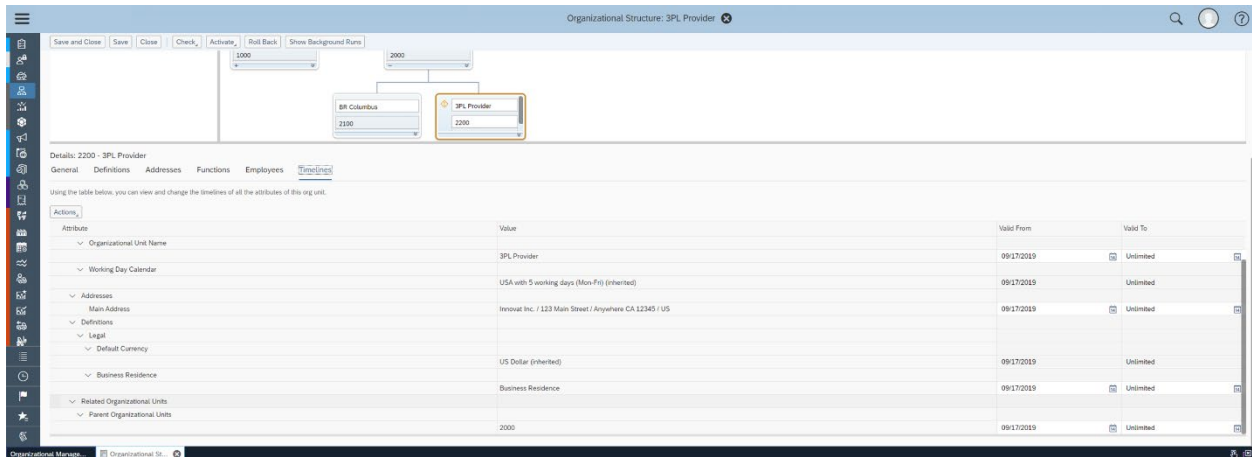 Organizational Structure: 3PL Provider
Save and Close Save Close Check Activate Roll Back Show Background Runs
1000 2000
BR Columbus 3PL Provider
2100 2200
Details: 2200 - 3PL Provider
General Definitions Addresses Functions Employees Timelines
Using the table below, you can view and change the timelines of all the attributes of this org unit.
Actions
Attribute Value Valid From Valid To
Organizational Unit Name
3PL Provider 09/17/2019 Unlimited
Working Day Calendar
USA with 5 working days (Mon-Fri) (inherited) 09/17/2019 Unlimited
Addresses
Main Address Innovat Inc. / 123 Main Street / Anywhere CA 12345 / US 09/17/2019 Unlimited
Definitions
Legal
Default Currency
US Dollar (inherited) 09/17/2019 Unlimited
Business Residence
Business Residence 09/17/2019 Unlimited
Related Organizational Units
Parent Organizational Units
2000 09/17/2019 Unlimited
Organizational Manage... Organizational St...